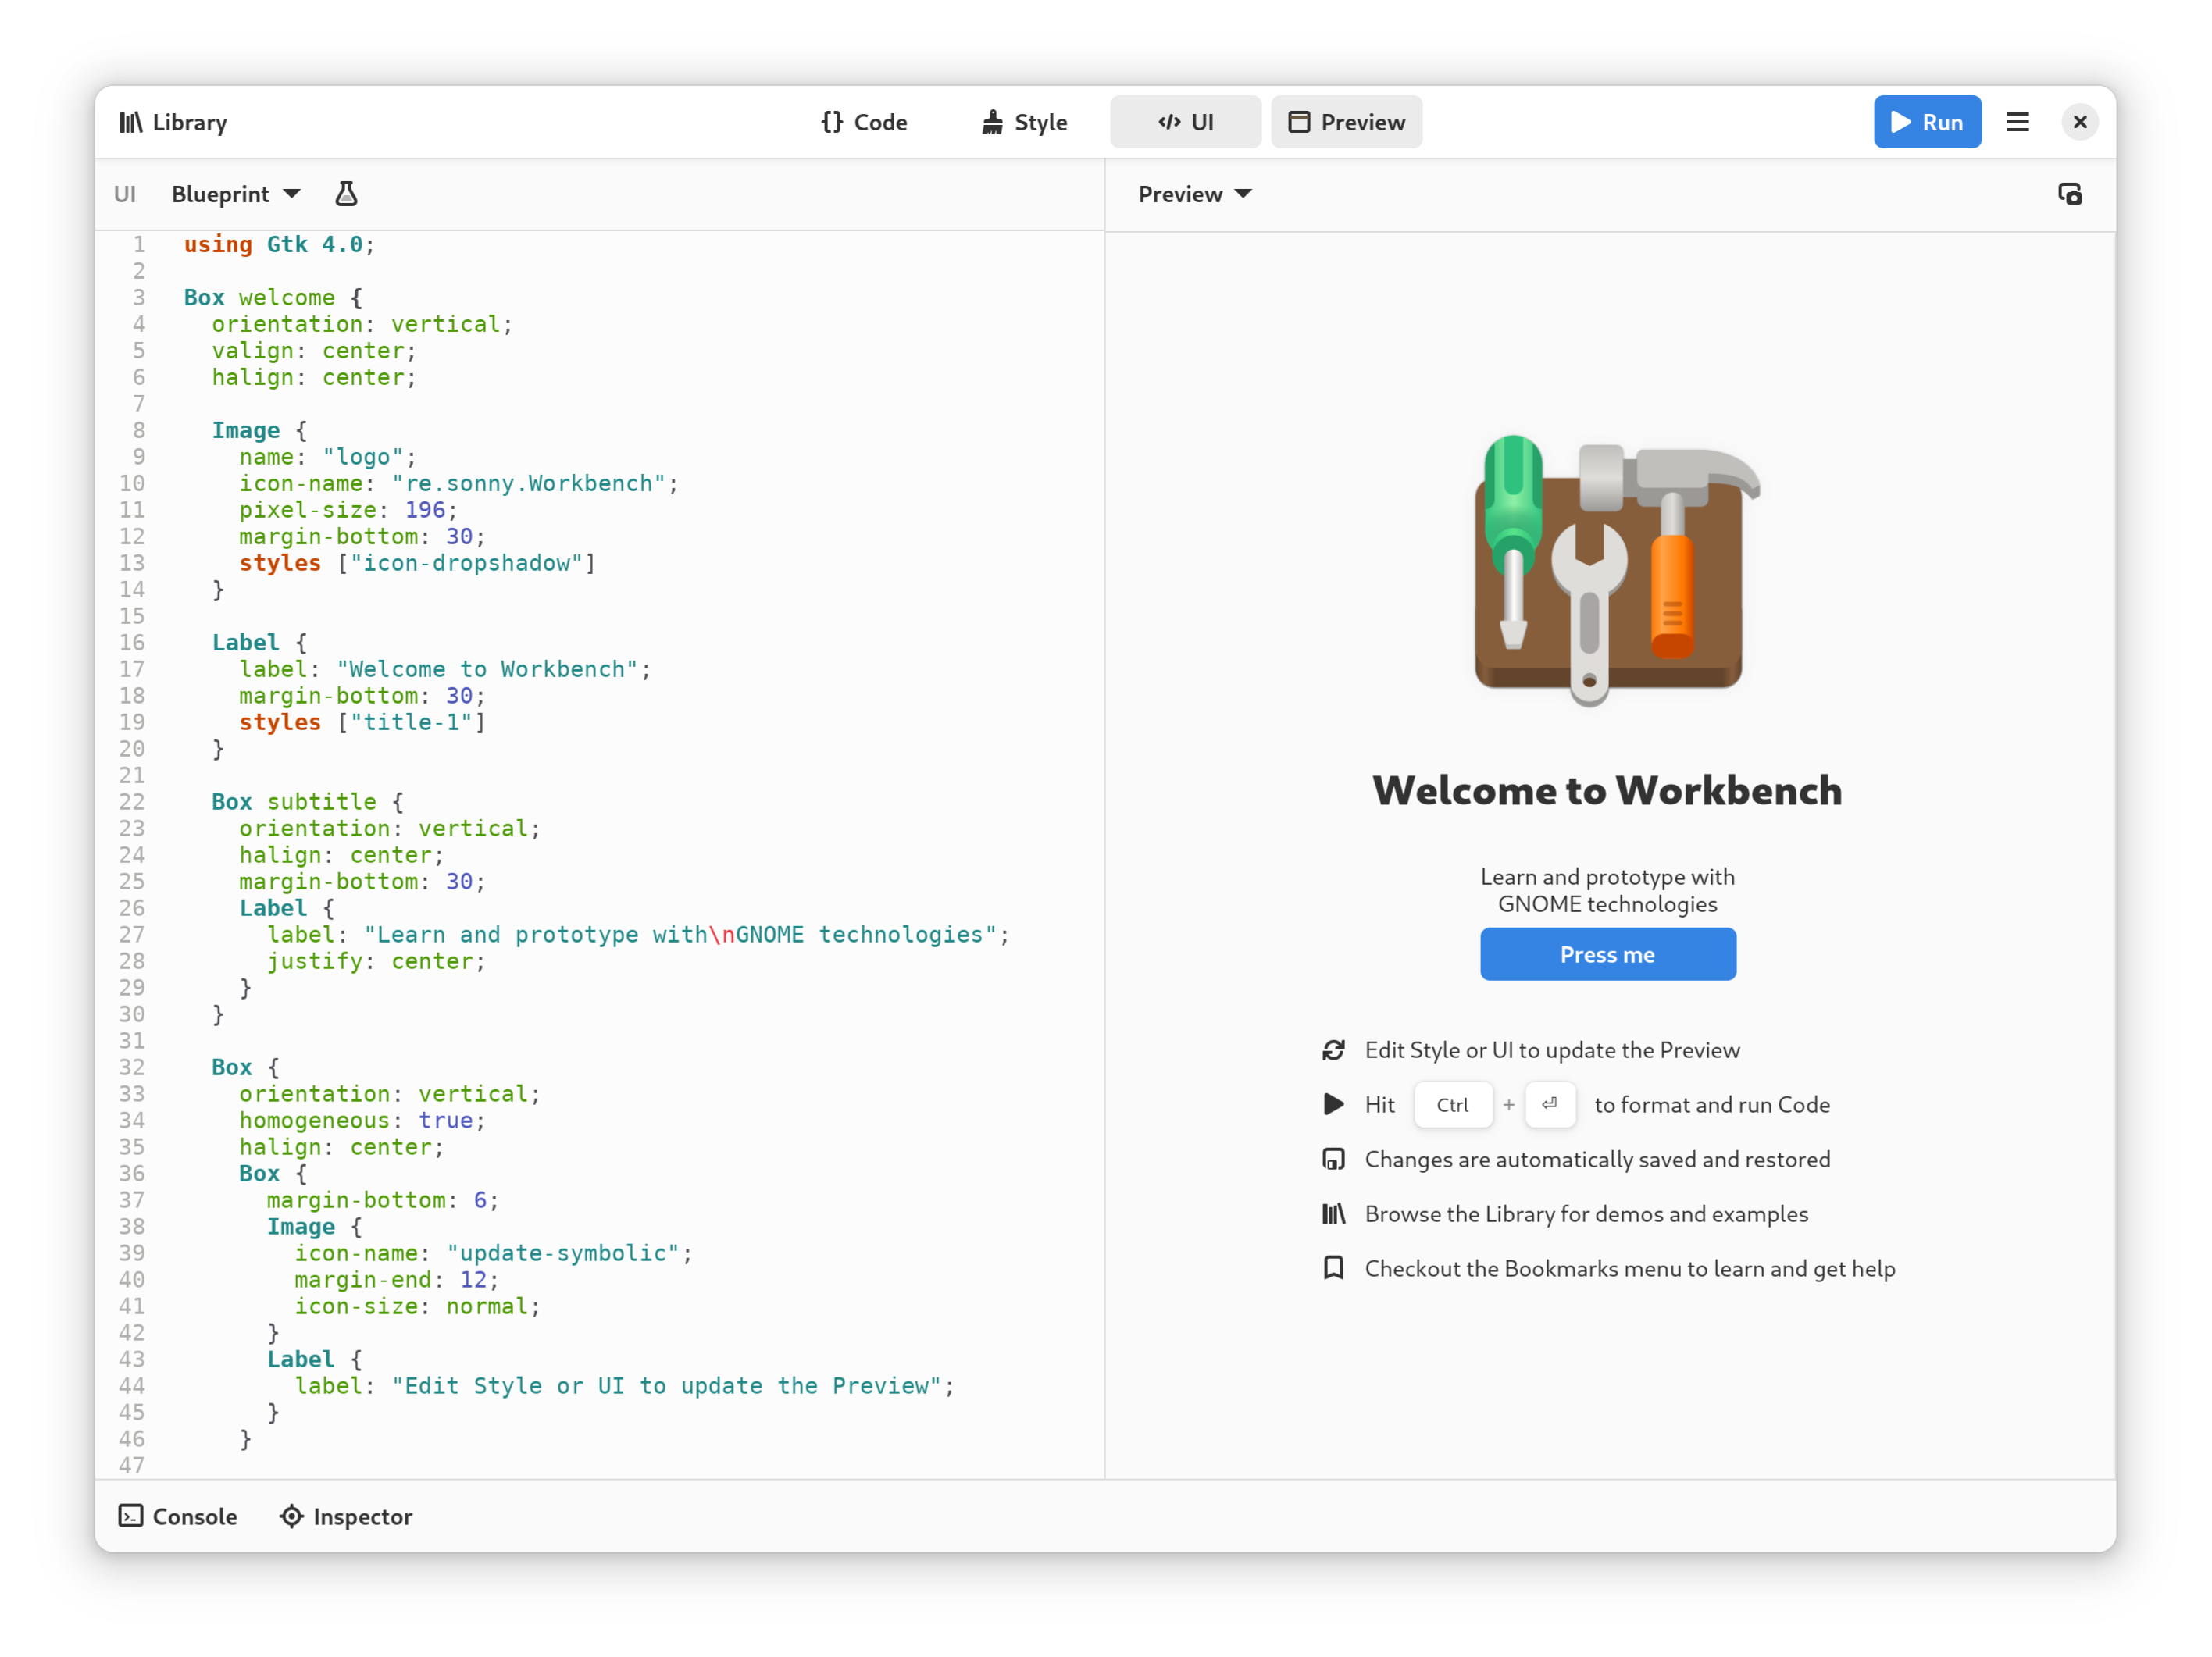 Library
{} Code
Style
</> UI
Preview
Run
UI
Blueprint
1 using Gtk 4.0;
2
3 Box welcome {
4   orientation: vertical;
5   valign: center;
6   halign: center;
7
8   Image {
9     name: "logo";
10     icon-name: "re.sonny.Workbench";
11     pixel-size: 196;
12     margin-bottom: 30;
13     styles ["icon-dropshadow"]
14   }
15
16   Label {
17     label: "Welcome to Workbench";
18     margin-bottom: 30;
19     styles ["title-1"]
20   }
21
22   Box subtitle {
23     orientation: vertical;
24     halign: center;
25     margin-bottom: 30;
26     Label {
27       label: "Learn and prototype with\nGNOME technologies";
28       justify: center;
29     }
30   }
31
32   Box {
33     orientation: vertical;
34     homogeneous: true;
35     halign: center;
36     Box {
37       margin-bottom: 6;
38       Image {
39         icon-name: "update-symbolic";
40         margin-end: 12;
41         icon-size: normal;
42       }
43       Label {
44         label: "Edit Style or UI to update the Preview";
45       }
46     }
47
Preview
Welcome to Workbench
Learn and prototype with
GNOME technologies
Press me
Edit Style or UI to update the Preview
Hit Ctrl + ⏎ to format and run Code
Changes are automatically saved and restored
Browse the Library for demos and examples
Checkout the Bookmarks menu to learn and get help
Console
Inspector